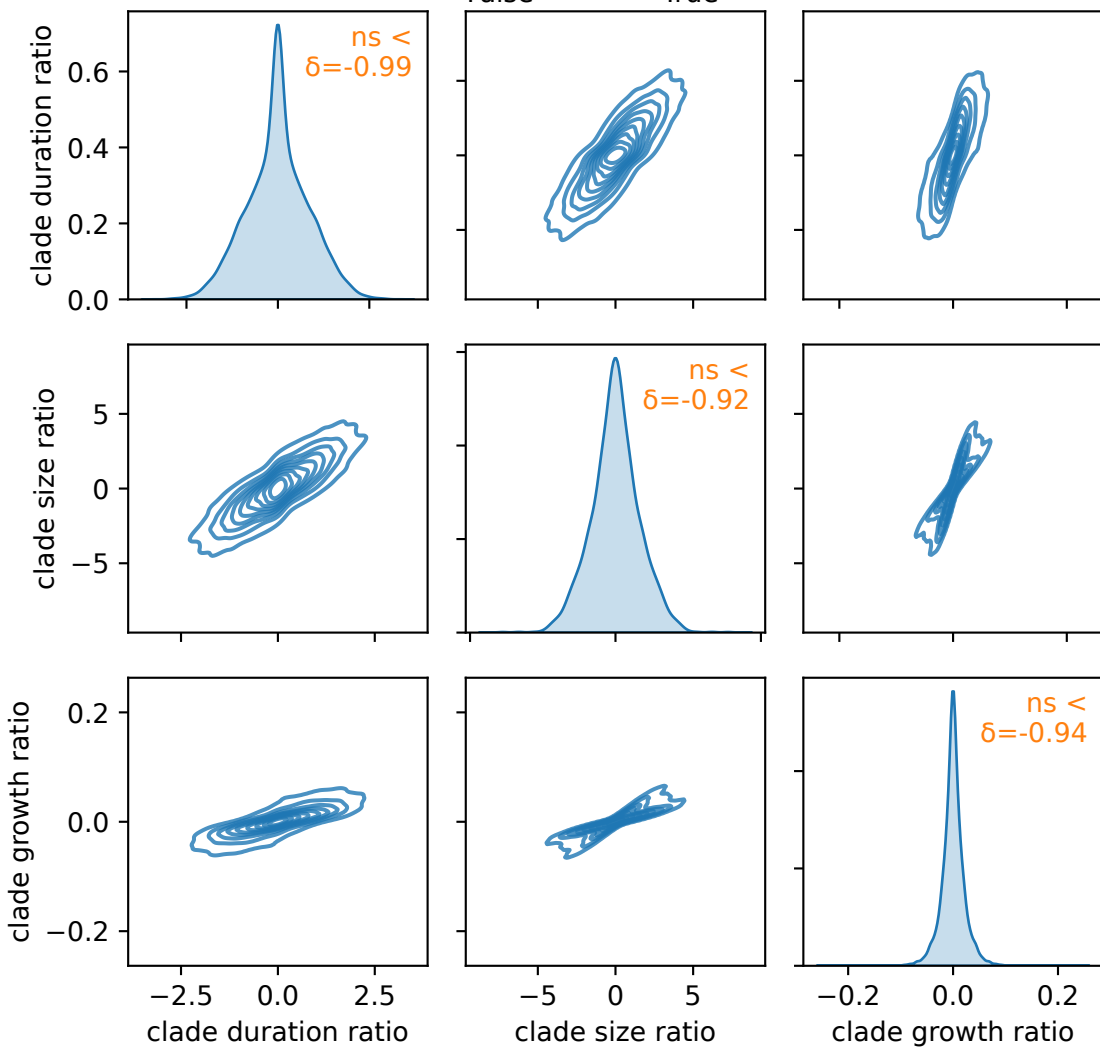 clade duration ratio
0.6
0.4
0.2
0.0
ns <
δ=-0.99
clade size ratio
5
0
−5
ns <
δ=-0.92
clade growth ratio
0.2
0.0
−0.2
ns <
δ=-0.94
−2.5 0.0 2.5
−5 0 5
−0.2 0.0 0.2
clade duration ratio
clade size ratio
clade growth ratio